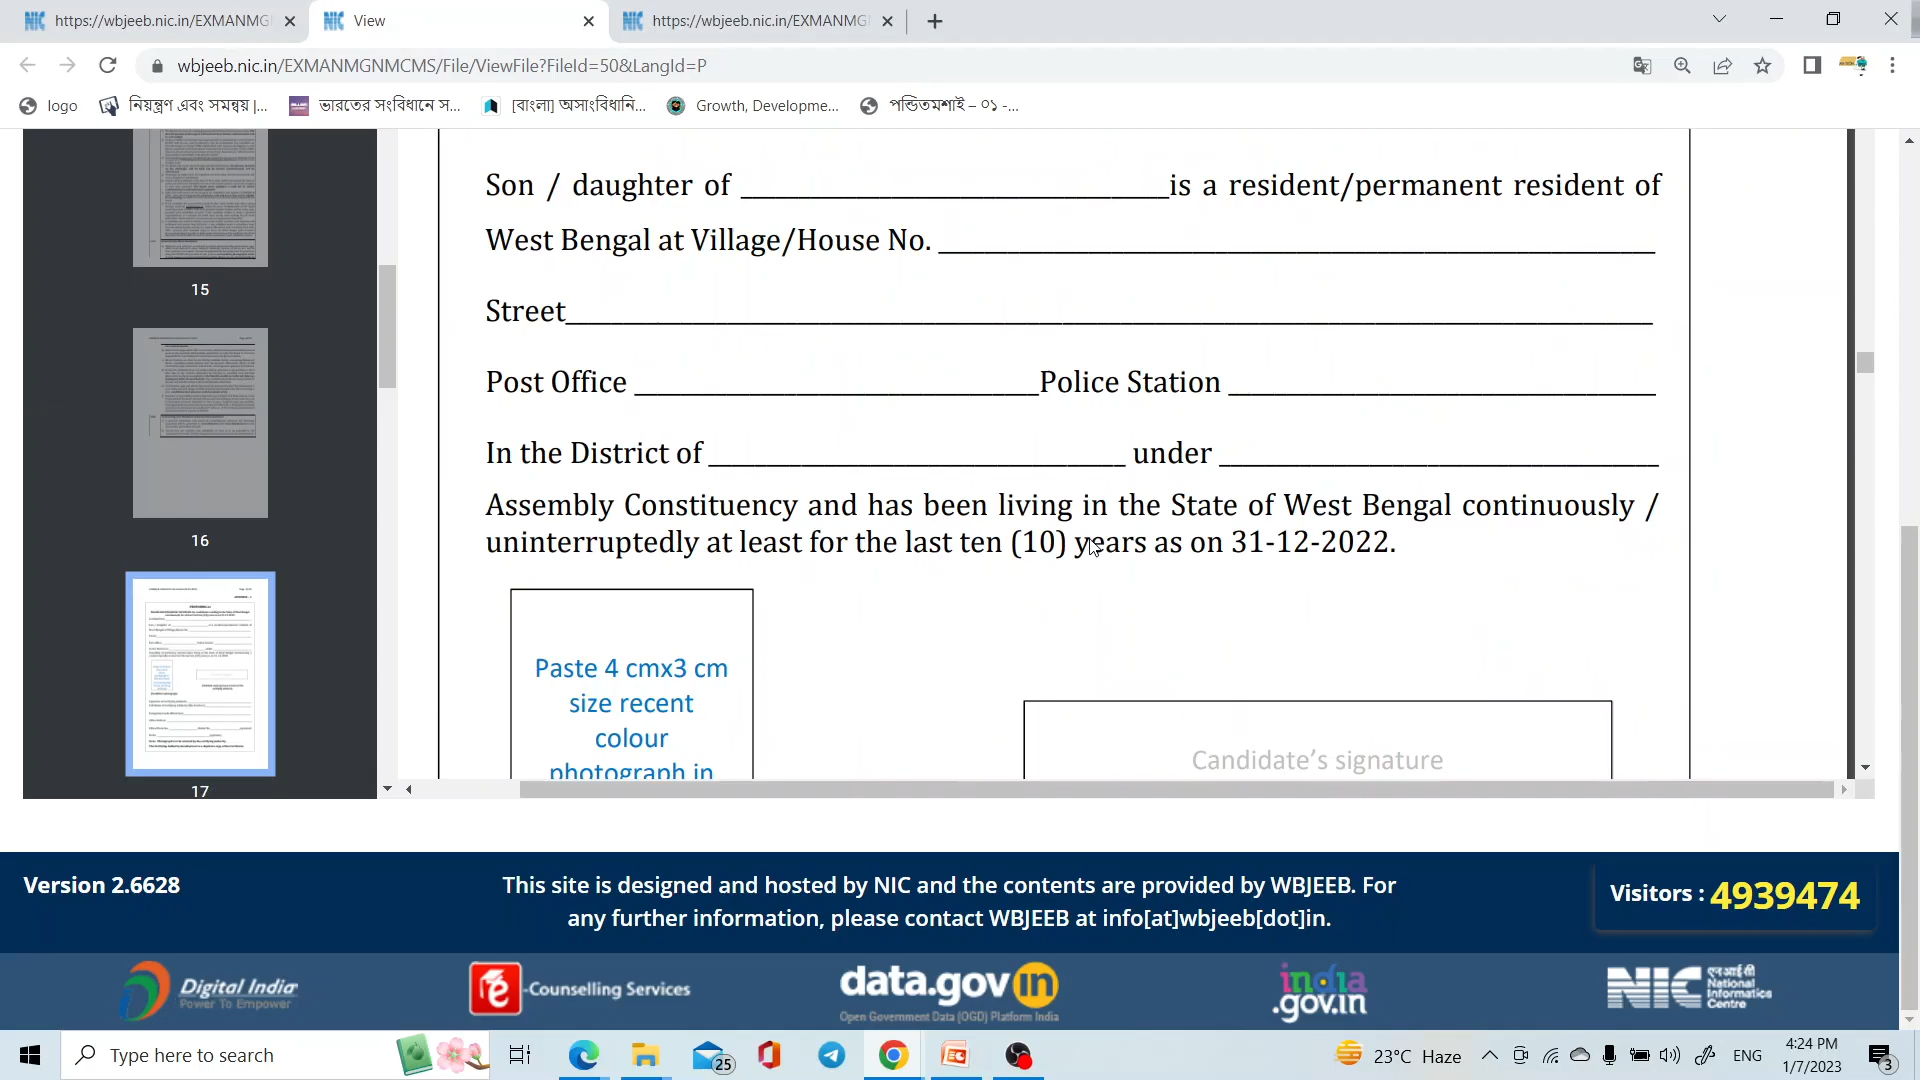 https://wbjeeb.nic.in/EXMANMG
View
https://wbjeeb.nic.in/EXMANMG
wbjeeb.nic.in/EXMANMGNMCMS/File/ViewFile?FileId=50&LangId=P
logo
নিয়ন্ত্রণ এবং সমন্বয় |...
ভারতের সংবিধানে স...
[বাংলা] অসাংবিধানি...
Growth, Developme...
পন্ডিতমশাই – ০১ -...
Son / daughter of ____________________is a resident/permanent resident of
West Bengal at Village/House No. ____________________
Street____________________
Post Office ____________________Police Station ____________________
In the District of ____________________ under ____________________
Assembly Constituency and has been living in the State of West Bengal continuously /
uninterruptedly at least for the last ten (10) years as on 31-12-2022.
Paste 4 cmx3 cm
size recent
colour
photograph in
Candidate's signature
15
16
17
Version 2.6628
This site is designed and hosted by NIC and the contents are provided by WBJEEB. For
any further information, please contact WBJEEB at info[at]wbjeeb[dot]in.
Visitors : 4939474
Digital India
Power To Empower
e-Counselling Services
data.gov in
Open Government Data (OGD) Platform India
india
.gov.in
NIC
एनआईसी
National
Informatics
Centre
Type here to search
25
23°C Haze
ENG
4:24 PM
1/7/2023
3